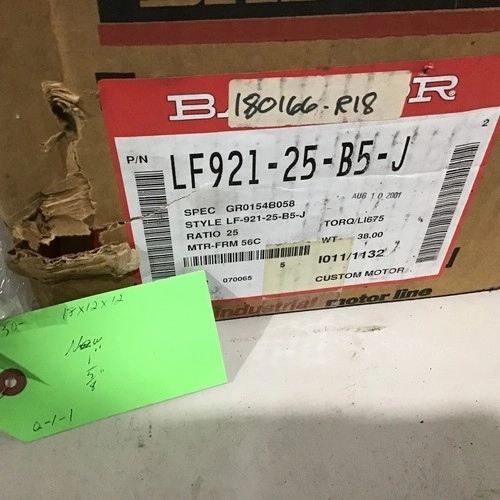 180166-R18
2
P/N LF921-25-B5-J
SPEC GR0154B058
AUG 10 2001
STYLE LF-921-25-B5-J TORQ/LI675
RATIO 25
MTR-FRM 56C WT 38.00
5 I011/1132
070065 CUSTOM MOTOR
Industrial motor line
18X12X12
New
1"
5"
8
Q-1-1